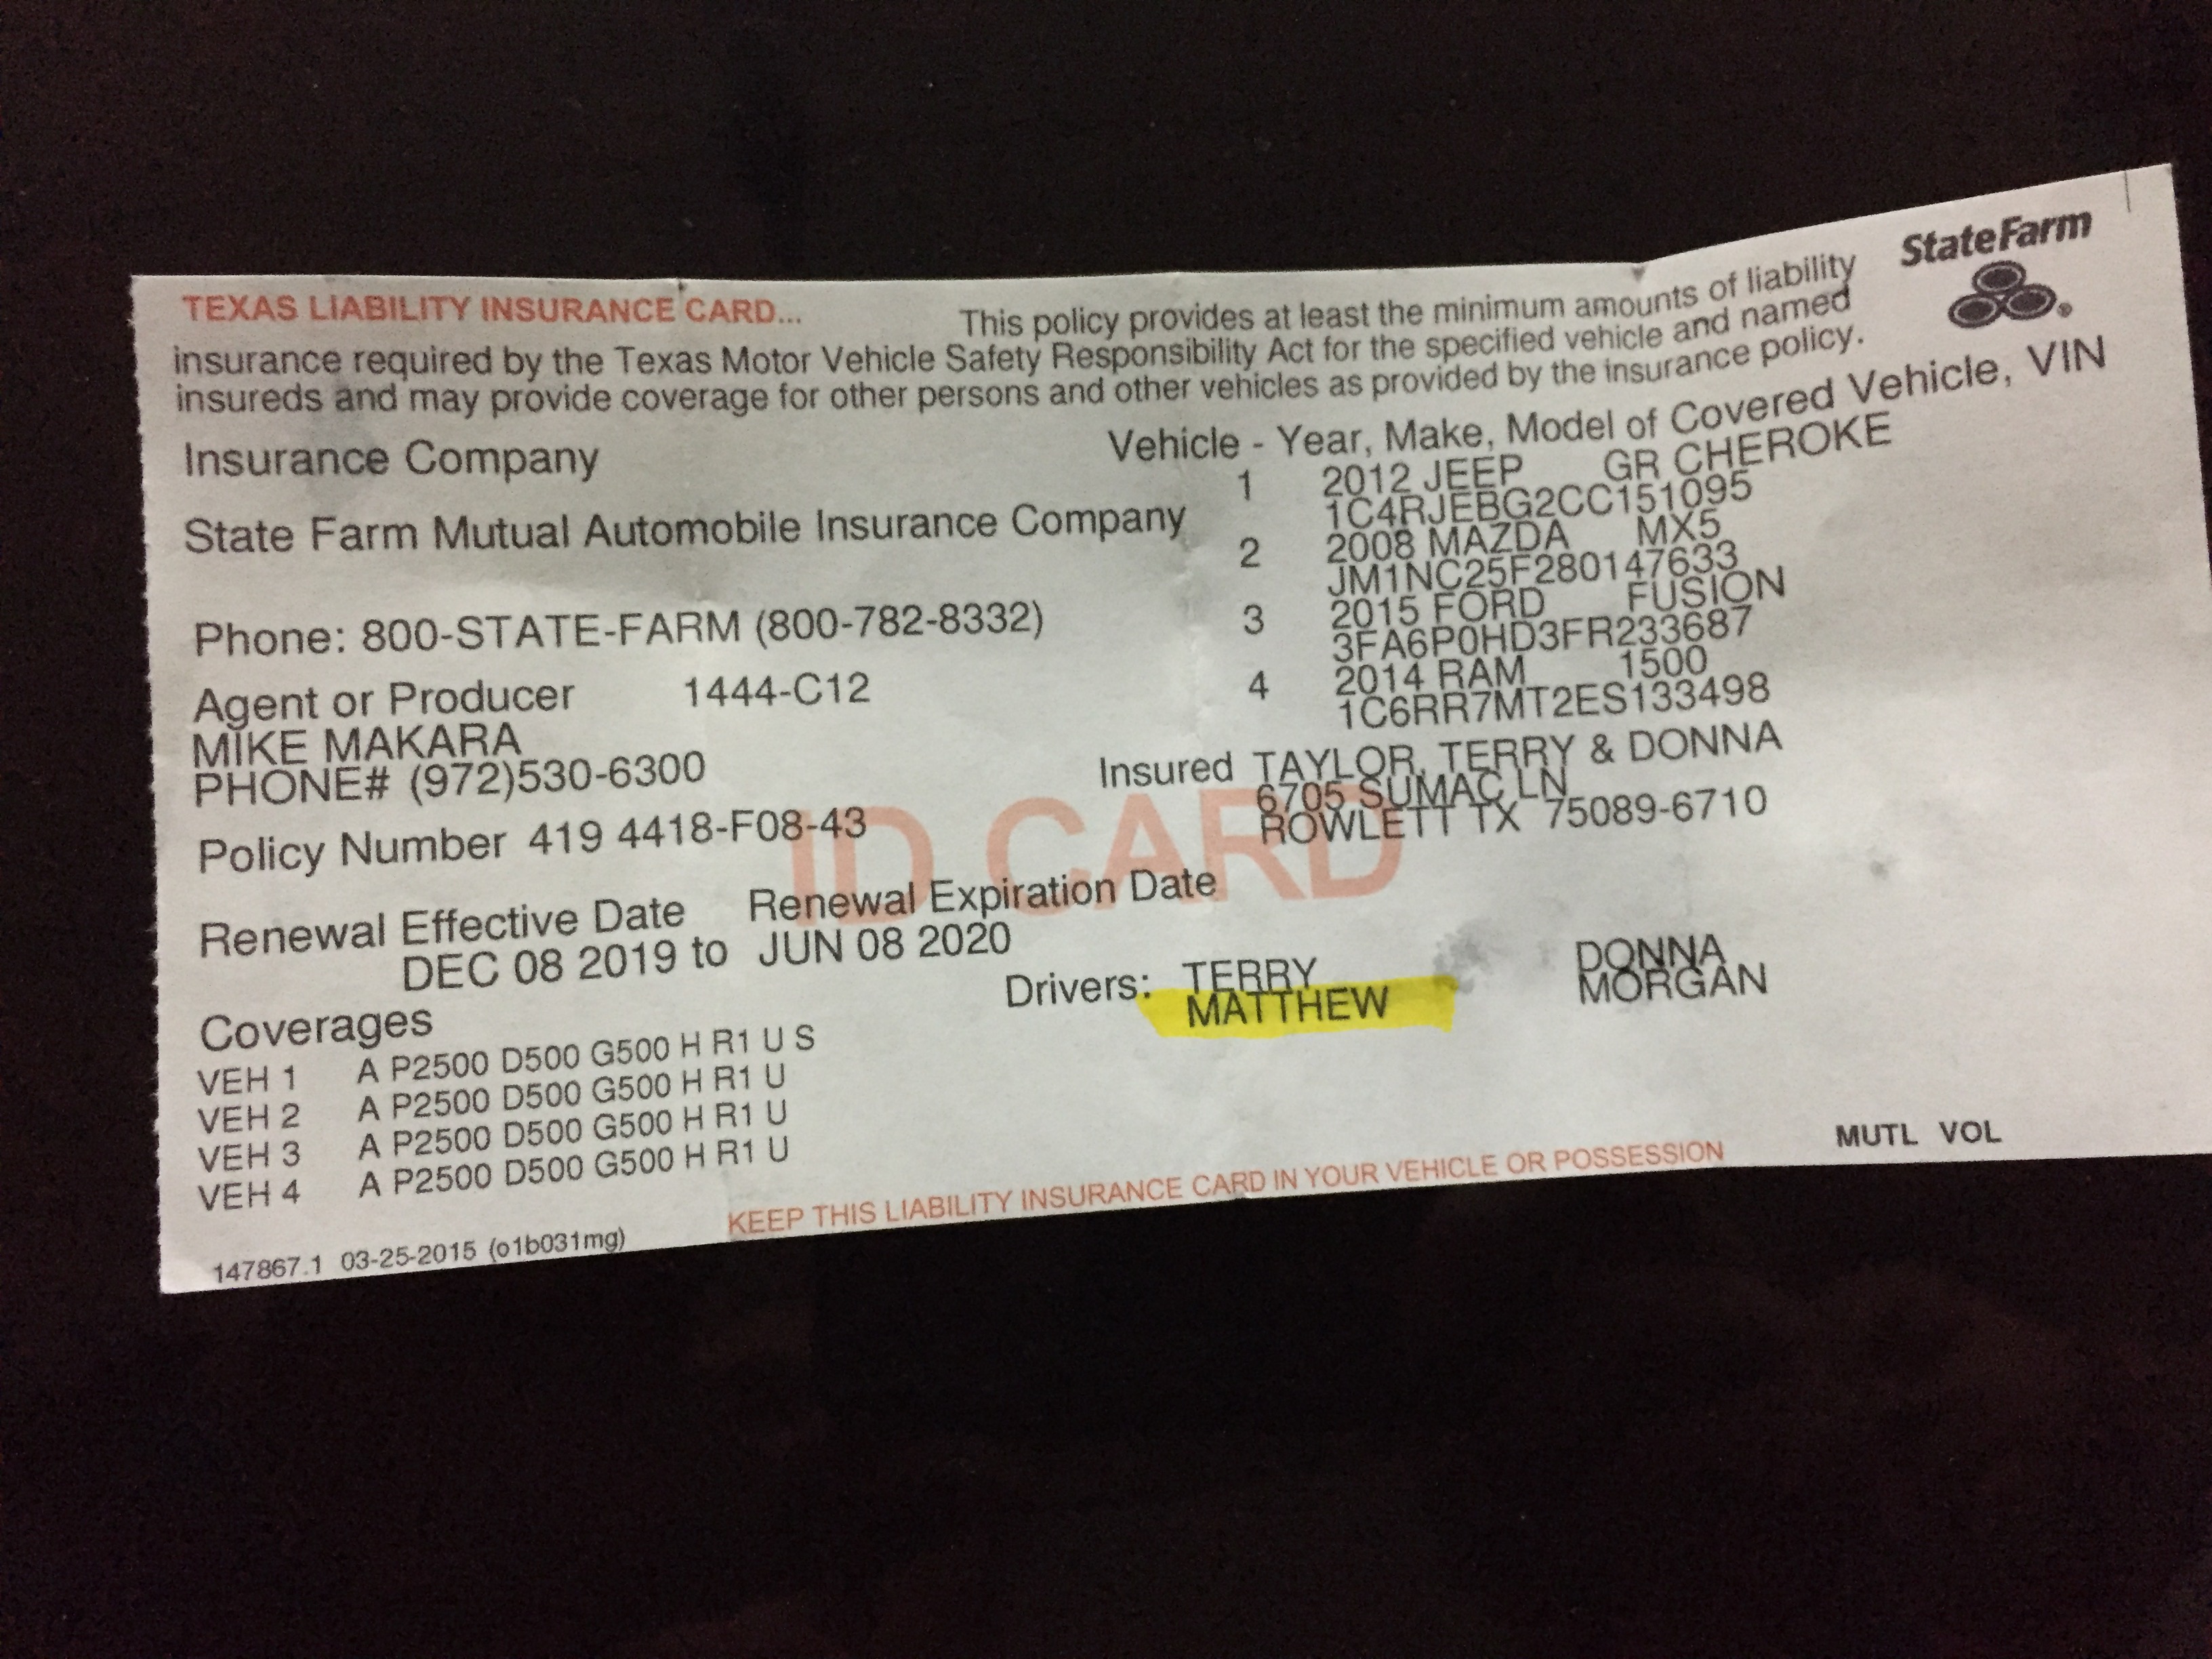 StateFarm
TEXAS LIABILITY INSURANCE CARD... This policy provides at least the minimum amounts of liability
insurance required by the Texas Motor Vehicle Safety Responsibility Act for the specified vehicle and named
insureds and may provide coverage for other persons and other vehicles as provided by the insurance policy.
Insurance Company
State Farm Mutual Automobile Insurance Company
Phone: 800-STATE-FARM (800-782-8332)
Agent or Producer 1444-C12
MIKE MAKARA
PHONE# (972)530-6300
Policy Number 419 4418-F08-43
Renewal Effective Date Renewal Expiration Date
DEC 08 2019 to JUN 08 2020
Coverages
VEH 1 A P2500 D500 G500 H R1 U S
VEH 2 A P2500 D500 G500 H R1 U
VEH 3 A P2500 D500 G500 H R1 U
VEH 4 A P2500 D500 G500 H R1 U
147867.1 03-25-2015 (o1b031mg)
Vehicle - Year, Make, Model of Covered Vehicle, VIN
1 2012 JEEP GR CHEROKE
1C4RJEBG2CC151095
2 2008 MAZDA MX5
JM1NC25F280147633
3 2015 FORD FUSION
3FA6P0HD3FR233687
4 2014 RAM 1500
1C6RR7MT2ES133498
Insured TAYLOR, TERRY & DONNA
6705 SUMAC LN
ROWLETT TX 75089-6710
ID CARD
Drivers: TERRY DONNA
MATTHEW MORGAN
MUTL VOL
KEEP THIS LIABILITY INSURANCE CARD IN YOUR VEHICLE OR POSSESSION